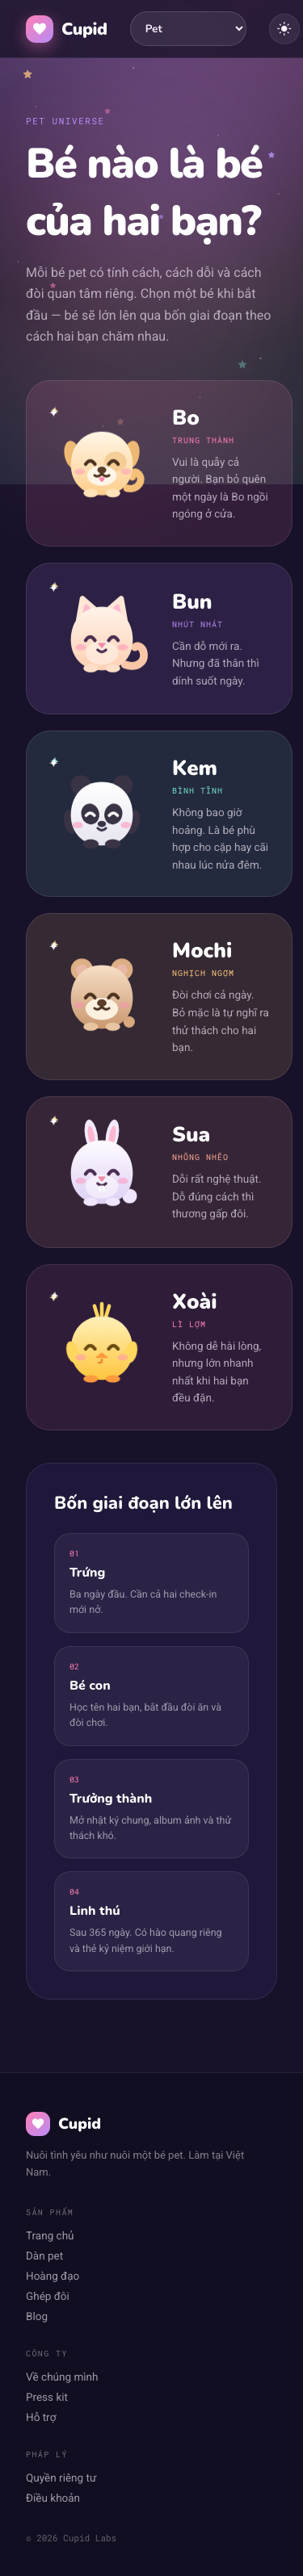 Cupid
Pet
PET UNIVERSE
Bé nào là bé
của hai bạn?
Mỗi bé pet có tính cách, cách dỗi và cách
đòi quan tâm riêng. Chọn một bé khi bắt
đầu — bé sẽ lớn lên qua bốn giai đoạn theo
cách hai bạn chăm nhau.
Bo
TRUNG THÀNH
Vui là quẫy cả
người. Bạn bỏ quên
một ngày là Bo ngồi
ngóng ở cửa.
Bun
NHÚT NHÁT
Cần dỗ mới ra.
Nhưng đã thân thì
dính suốt ngày.
Kem
BÌNH TĨNH
Không bao giờ
hoảng. Là bé phù
hợp cho cặp hay cãi
nhau lúc nửa đêm.
Mochi
NGHỊCH NGỢM
Đòi chơi cả ngày.
Bỏ mặc là tự nghĩ ra
thử thách cho hai
bạn.
Sua
NHÕNG NHẼO
Dỗi rất nghệ thuật.
Dỗ đúng cách thì
thương gấp đôi.
Xoài
LÌ LỢM
Không dễ hài lòng,
nhưng lớn nhanh
nhất khi hai bạn
đều đặn.
Bốn giai đoạn lớn lên
01
Trứng
Ba ngày đầu. Cần cả hai check-in
mới nở.
02
Bé con
Học tên hai bạn, bắt đầu đòi ăn và
đòi chơi.
03
Trưởng thành
Mở nhật ký chung, album ảnh và thử
thách khó.
04
Linh thú
Sau 365 ngày. Có hào quang riêng
và thẻ kỷ niệm giới hạn.
Cupid
Nuôi tình yêu như nuôi một bé pet. Làm tại Việt
Nam.
SẢN PHẨM
Trang chủ
Dàn pet
Hoàng đạo
Ghép đôi
Blog
CÔNG TY
Về chúng mình
Press kit
Hỗ trợ
PHÁP LÝ
Quyền riêng tư
Điều khoản
© 2026 Cupid Labs